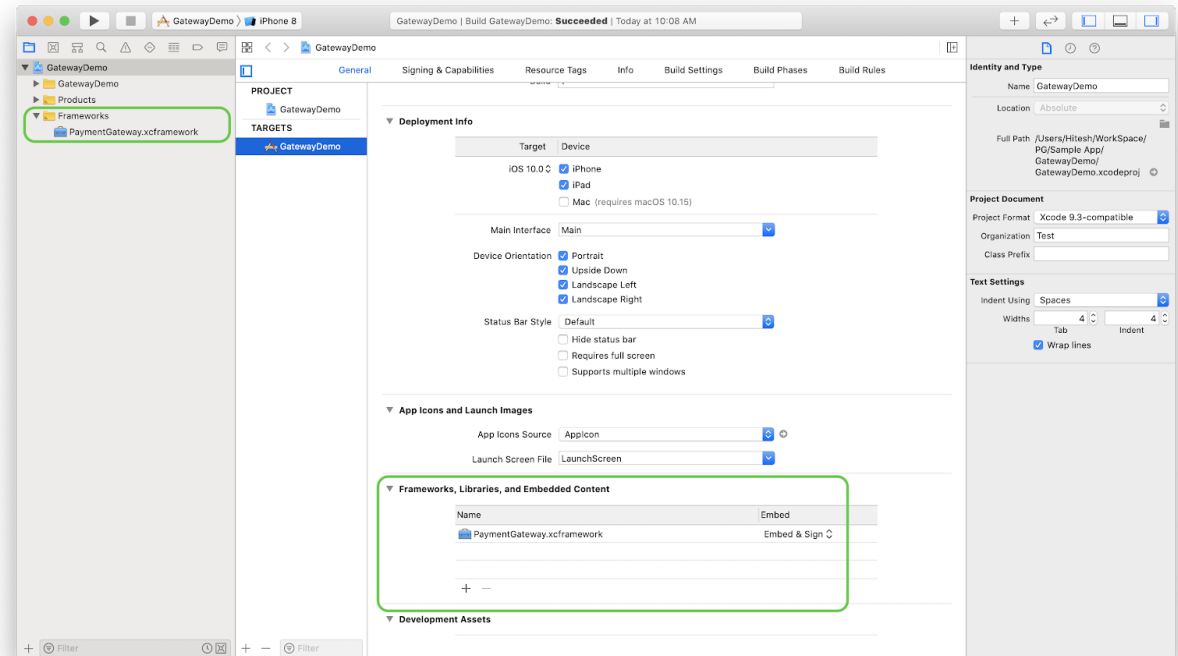 GatewayDemo 〉 iPhone 8
GatewayDemo | Build GatewayDemo: Succeeded | Today at 10:08 AM
GatewayDemo
GatewayDemo
GatewayDemo
Products
Frameworks
PaymentGateway.xcframework
Filter
General Signing & Capabilities Resource Tags Info Build Settings Build Phases Build Rules
PROJECT
GatewayDemo
TARGETS
GatewayDemo
Filter
Deployment Info
Target Device
iOS 10.0 iPhone
iPad
Mac (requires macOS 10.15)
Main Interface Main
Device Orientation Portrait
Upside Down
Landscape Left
Landscape Right
Status Bar Style Default
Hide status bar
Requires full screen
Supports multiple windows
App Icons and Launch Images
App Icons Source AppIcon
Launch Screen File LaunchScreen
Frameworks, Libraries, and Embedded Content
Name Embed
PaymentGateway.xcframework Embed & Sign
Development Assets
Identity and Type
Name GatewayDemo
Location Absolute
Full Path /Users/Hitesh/WorkSpace/
PG/Sample App/
GatewayDemo/
GatewayDemo.xcodeproj
Project Document
Project Format Xcode 9.3-compatible
Organization Test
Class Prefix
Text Settings
Indent Using Spaces
Widths 4 4
Tab Indent
Wrap lines